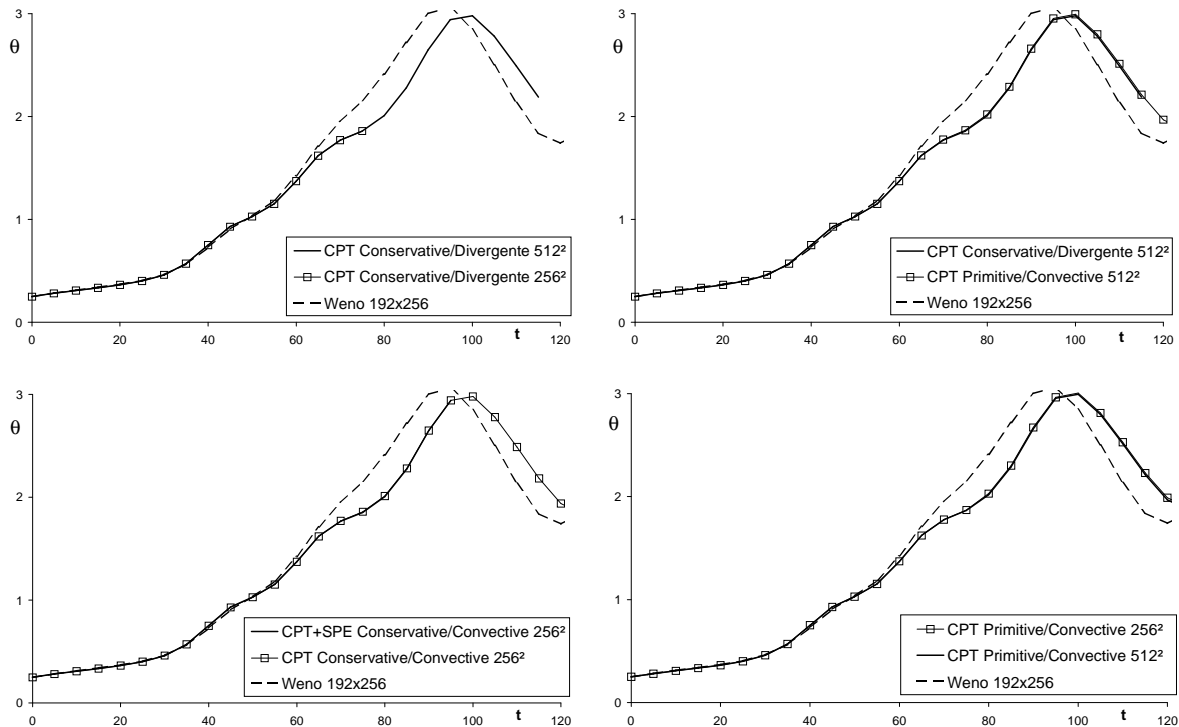 3
θ
2
1
0
CPT Conservative/Divergente 512²
CPT Conservative/Divergente 256²
Weno 192x256
0 20 40 60 80 100 t 120
3
θ
2
1
0
CPT Conservative/Divergente 512²
CPT Primitive/Convective 512²
Weno 192x256
0 20 40 60 80 100 t 120
3
θ
2
1
0
CPT+SPE Conservative/Convective 256²
CPT Conservative/Convective 256²
Weno 192x256
0 20 40 60 80 100 t 120
3
θ
2
1
0
CPT Primitive/Convective 256²
CPT Primitive/Convective 512²
Weno 192x256
0 20 40 60 80 100 t 120